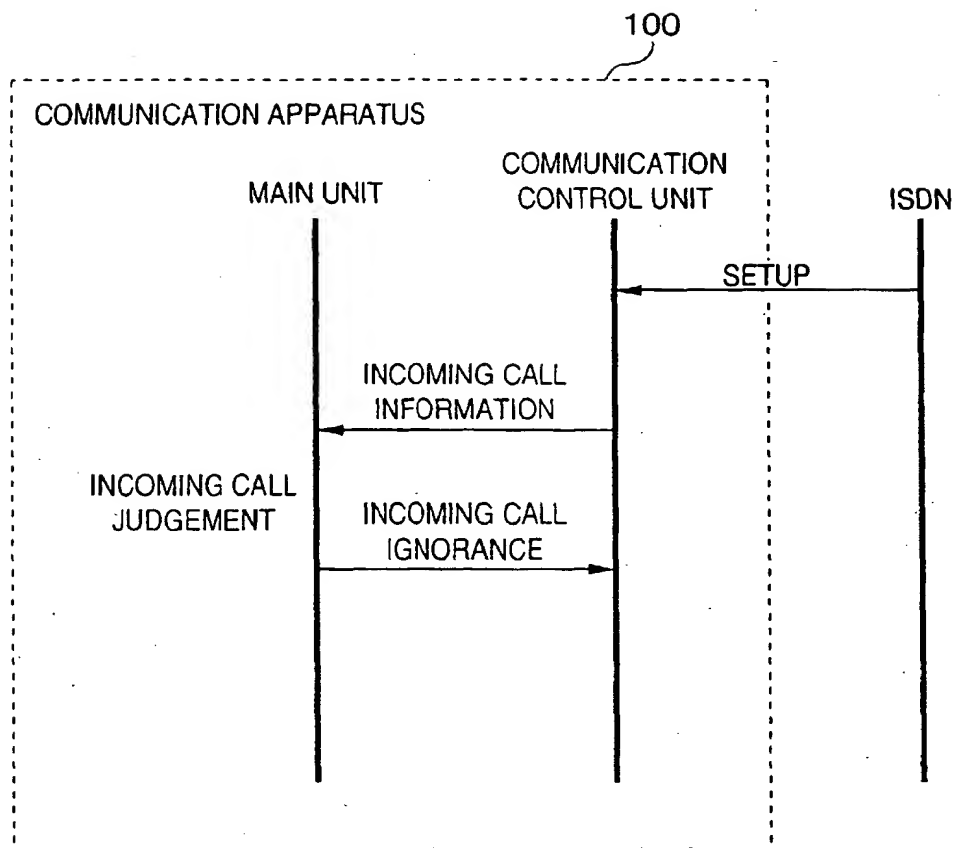 100
COMMUNICATION APPARATUS
MAIN UNIT
COMMUNICATION
CONTROL UNIT
ISDN
SETUP
INCOMING CALL
INFORMATION
INCOMING CALL
JUDGEMENT
INCOMING CALL
IGNORANCE